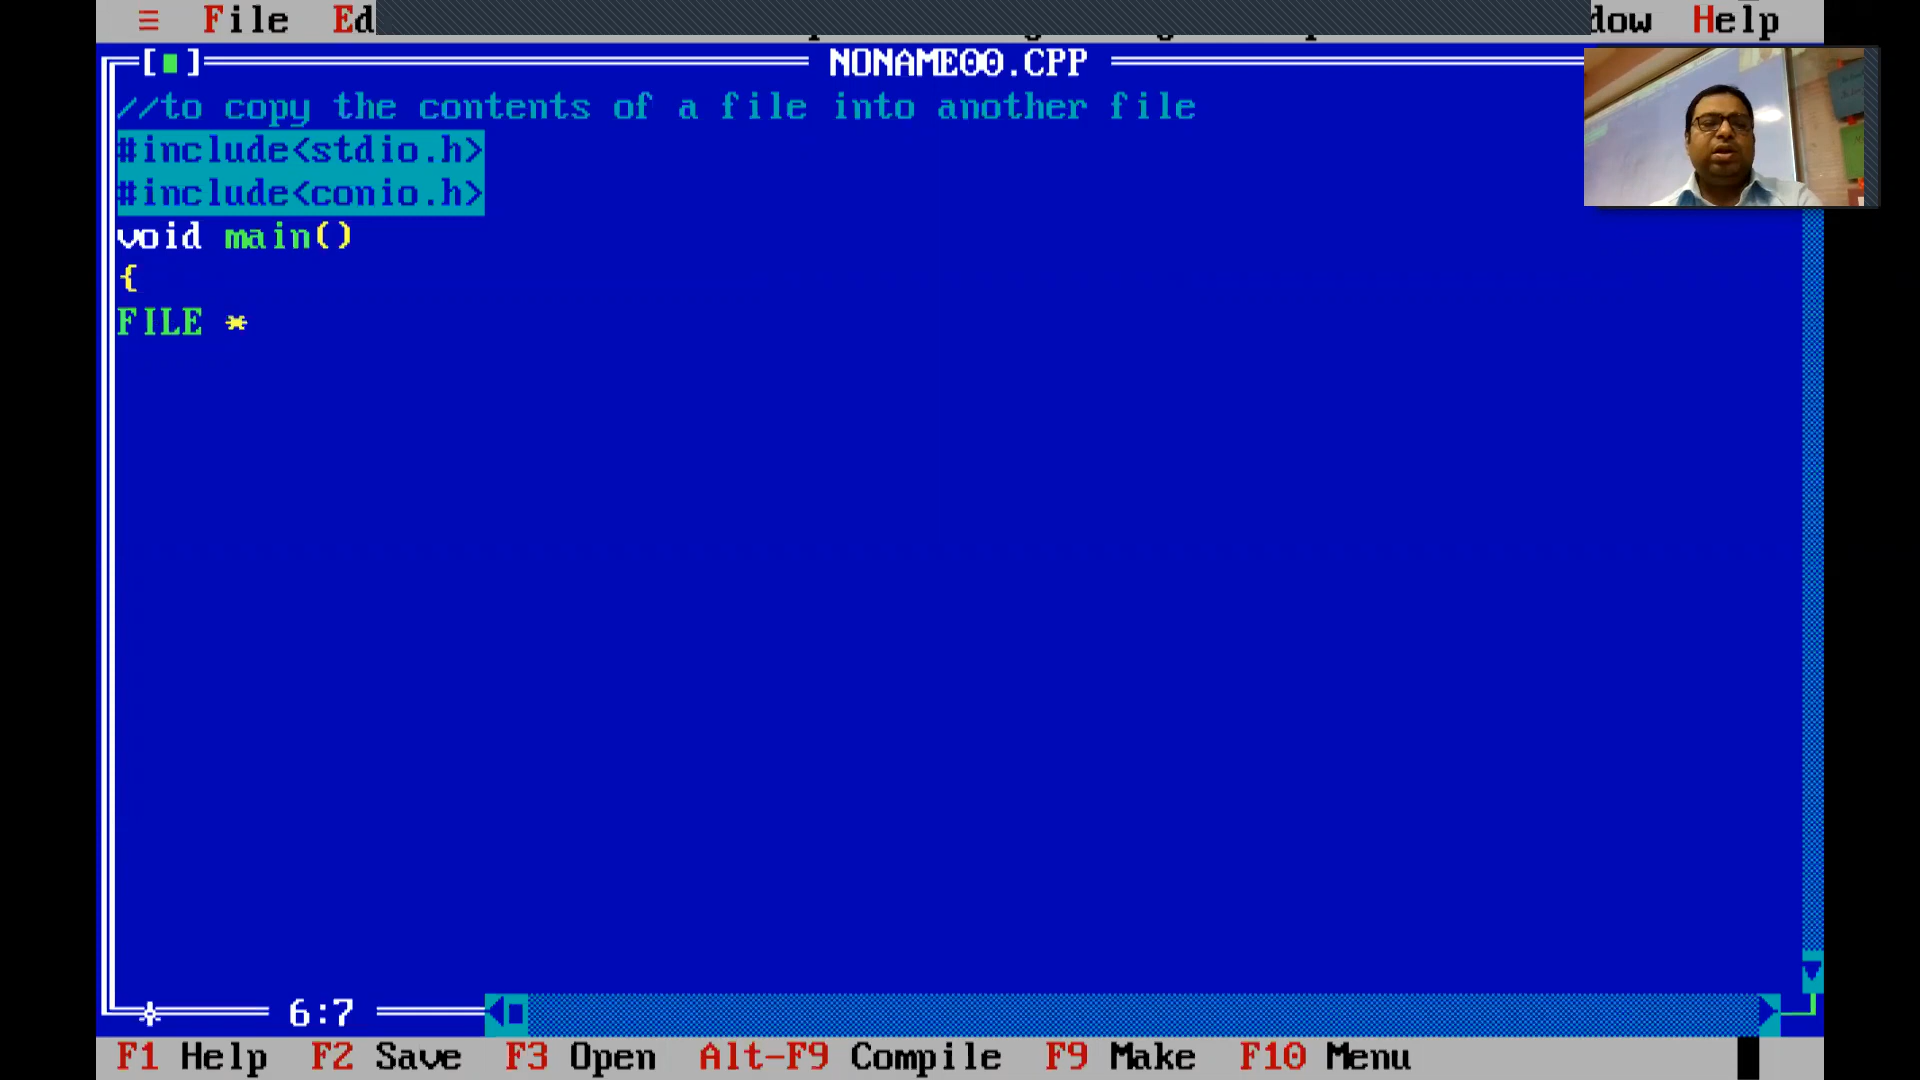 ≡ File Ed dow Help
[■] NONAME00.CPP
//to copy the contents of a file into another file
#include<stdio.h>
#include<conio.h>
void main()
{
FILE *
6:7
F1 Help F2 Save F3 Open Alt-F9 Compile F9 Make F10 Menu